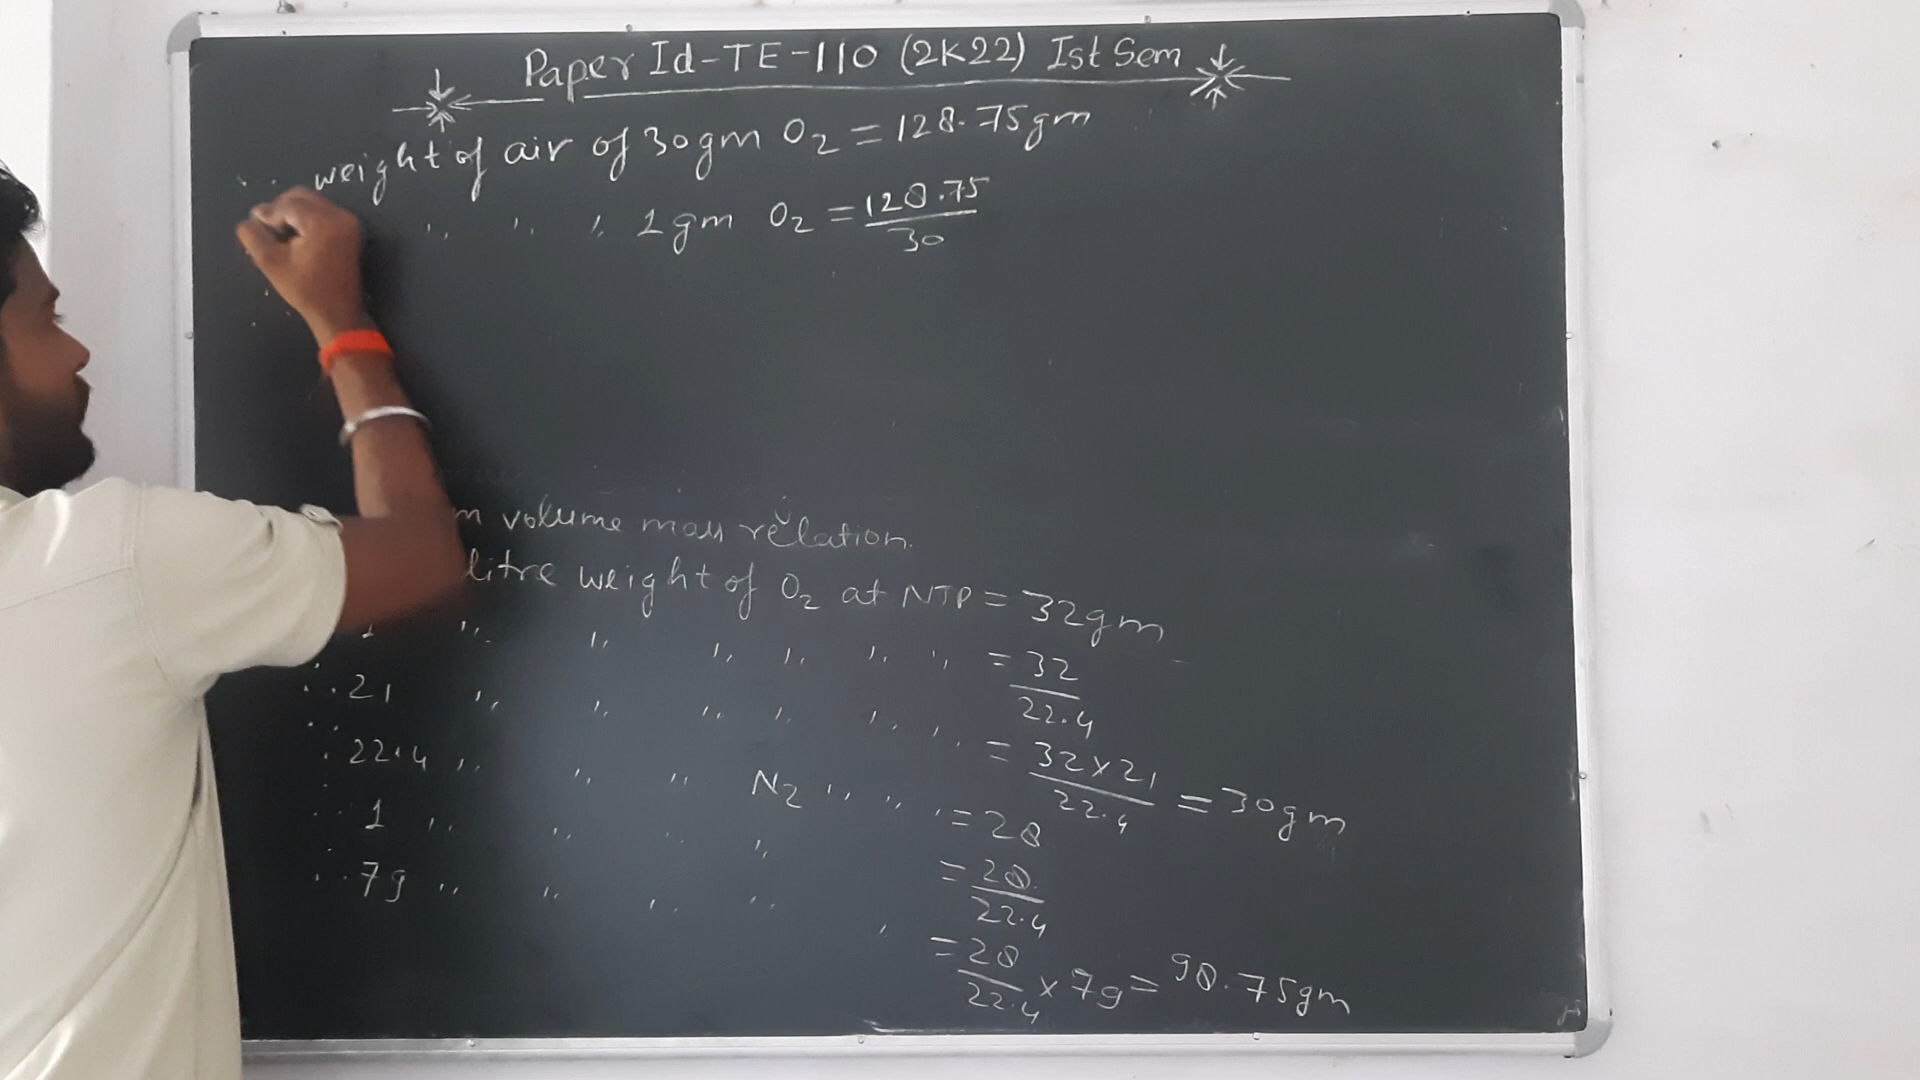 Paper Id-TE-110 (2K22) Ist Sem
∵ weight of air of 30gm O2 = 128.75gm
,, ,, ,, 1gm O2 = 128.75/30
volume mass relation.
litre weight of O2 at NTP = 32gm
1 ,, ,, ,, ,, ,, ,, = 32/22.4
∴ 21 ,, ,, ,, ,, ,, ,, = 32×21/22.4 = 30gm
∴ 22.4 ,, ,, ,, N2 ,, ,, ,, = 28
∴ 1 ,, ,, ,, ,, = 28/22.4
∴ 79 ,, ,, ,, ,, ,, = 28/22.4 × 79 = 98.75gm